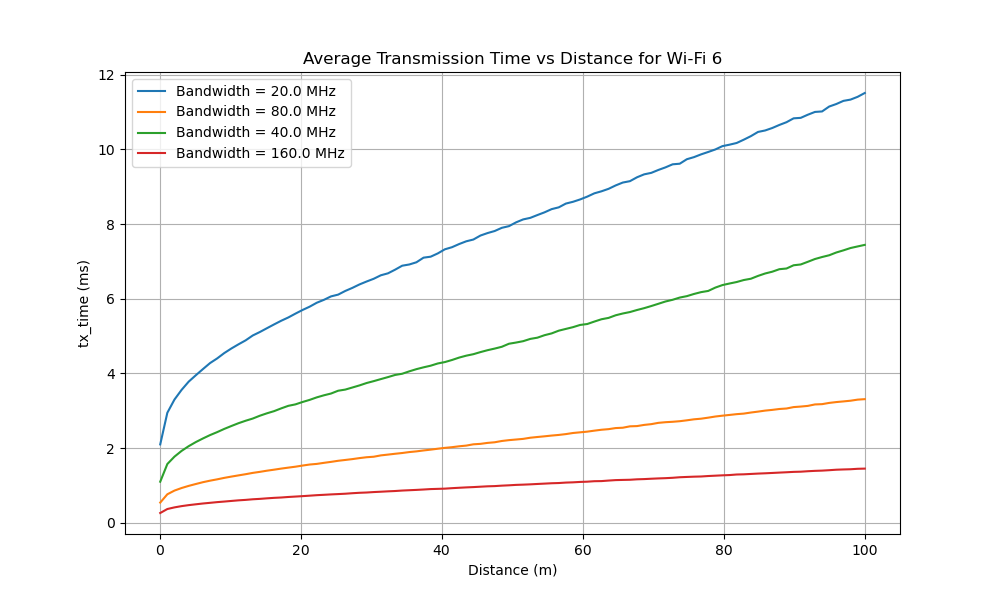 Average Transmission Time vs Distance for Wi-Fi 6
Bandwidth = 20.0 MHz
Bandwidth = 80.0 MHz
Bandwidth = 40.0 MHz
Bandwidth = 160.0 MHz
tx_time (ms)
12
10
8
6
4
2
0
0 20 40 60 80 100
Distance (m)